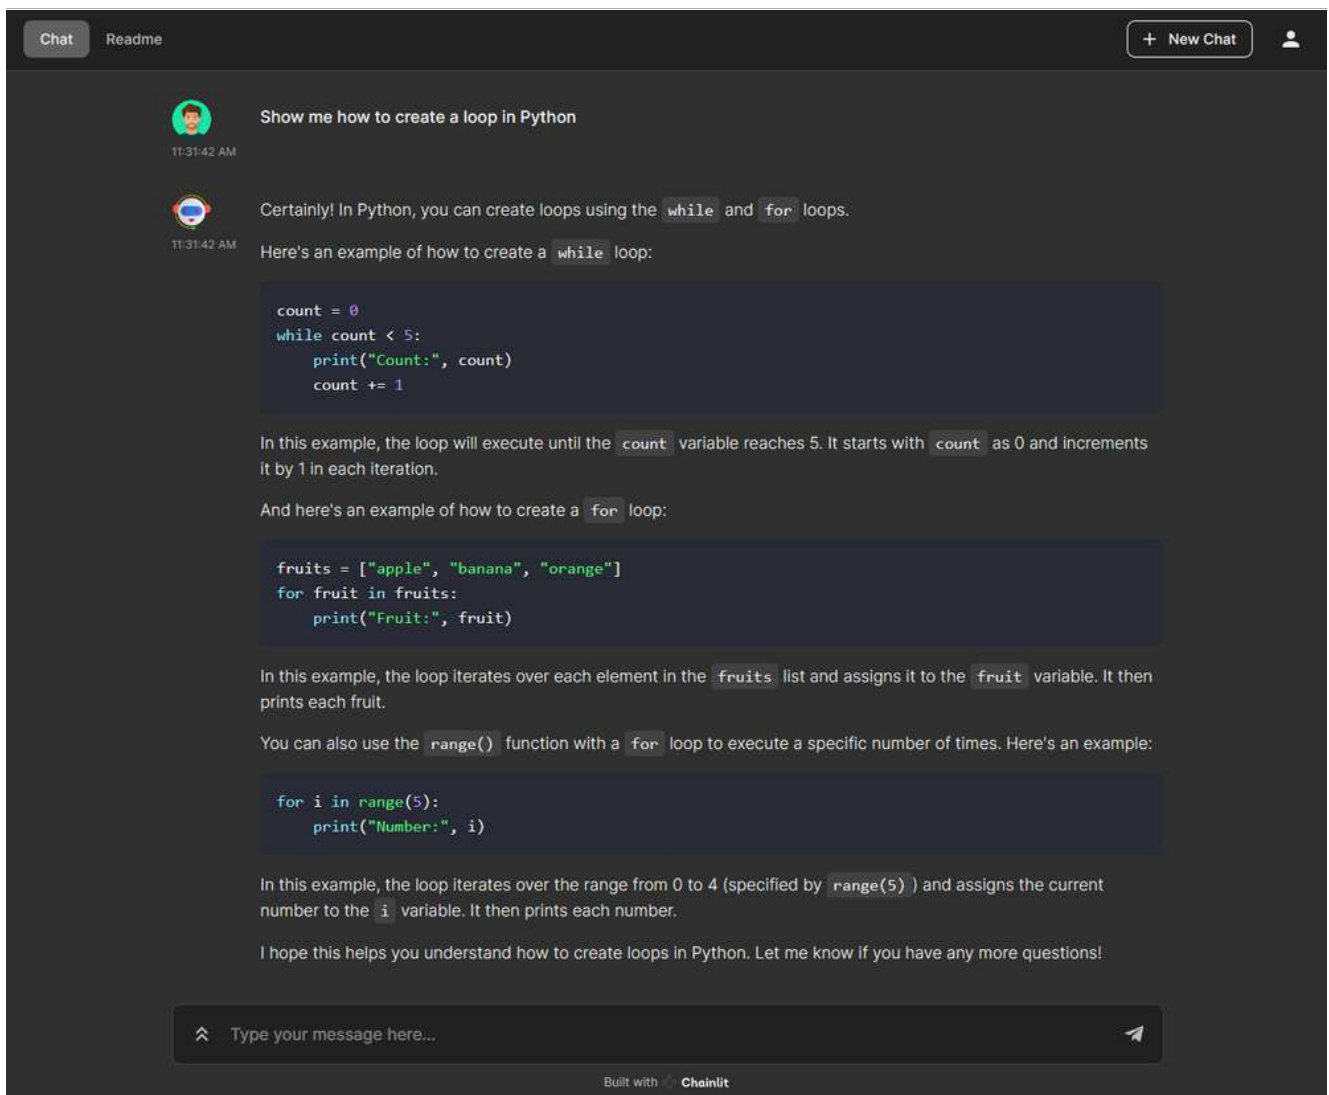 Chat
Readme
+ New Chat
Show me how to create a loop in Python
11:31:42 AM
Certainly! In Python, you can create loops using the while and for loops.
11:31:42 AM
Here's an example of how to create a while loop:
count = 0
while count < 5:
    print("Count:", count)
    count += 1
In this example, the loop will execute until the count variable reaches 5. It starts with count as 0 and increments
it by 1 in each iteration.
And here's an example of how to create a for loop:
fruits = ["apple", "banana", "orange"]
for fruit in fruits:
    print("Fruit:", fruit)
In this example, the loop iterates over each element in the fruits list and assigns it to the fruit variable. It then
prints each fruit.
You can also use the range() function with a for loop to execute a specific number of times. Here's an example:
for i in range(5):
    print("Number:", i)
In this example, the loop iterates over the range from 0 to 4 (specified by range(5) ) and assigns the current
number to the i variable. It then prints each number.
I hope this helps you understand how to create loops in Python. Let me know if you have any more questions!
Type your message here...
Built with Chainlit